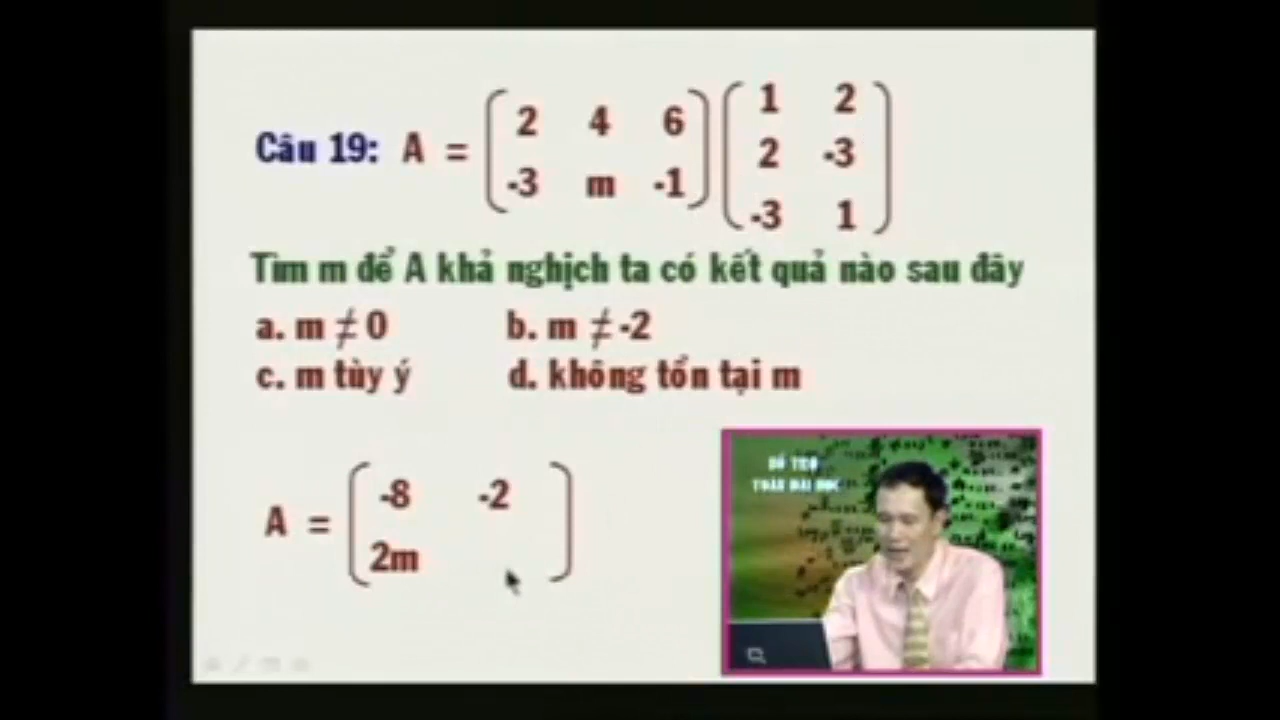 Câu 19: A = ( 2 4 6 ) ( 1 2 )
( -3 m -1 ) ( 2 -3 )
( -3 1 )
Tìm m để A khả nghịch ta có kết quả nào sau đây
a. m ≠ 0 b. m ≠ -2
c. m tùy ý d. không tồn tại m
A = ( -8 -2 )
( 2m )